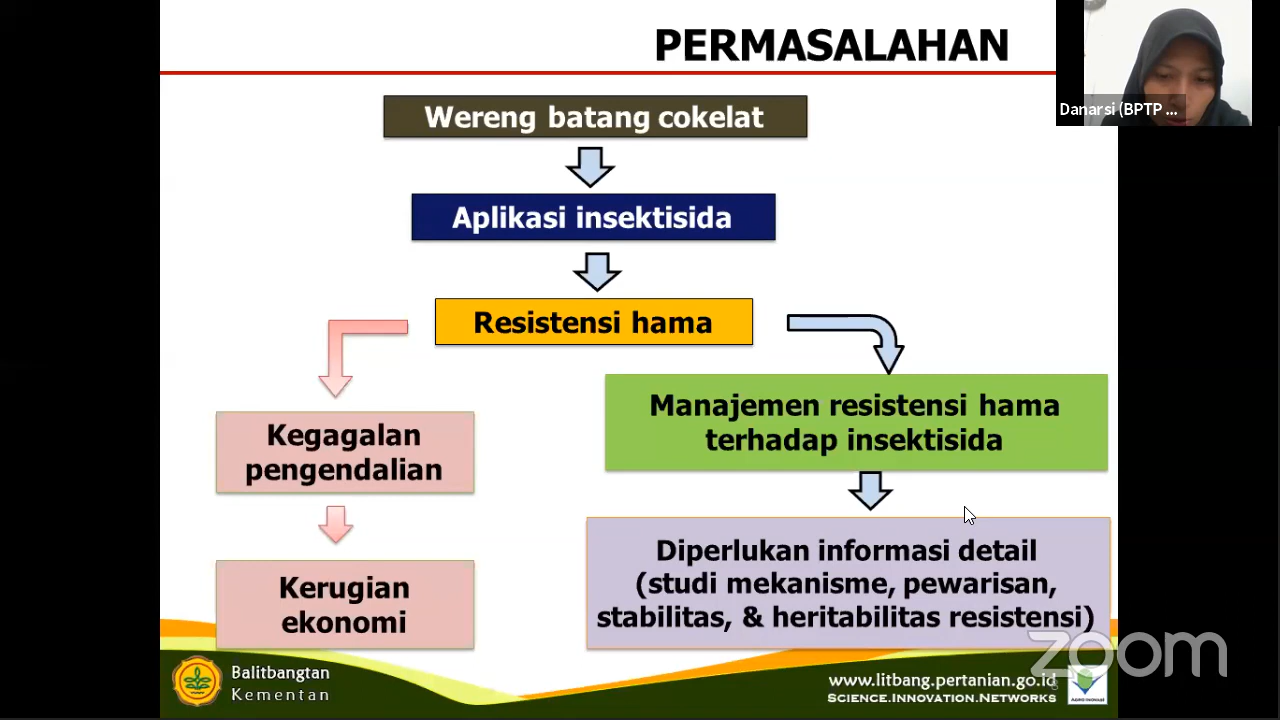 PERMASALAHAN
Danarsi (BPTP ...
Wereng batang cokelat
Aplikasi insektisida
Resistensi hama
Manajemen resistensi hama
terhadap insektisida
Kegagalan
pengendalian
Diperlukan informasi detail
(studi mekanisme, pewarisan,
stabilitas, & heritabilitas resistensi)
Kerugian
ekonomi
zoom
Balitbangtan
Kementan
www.litbang.pertanian.go.id
SCIENCE.INNOVATION.NETWORKS
AGRO INOVASI